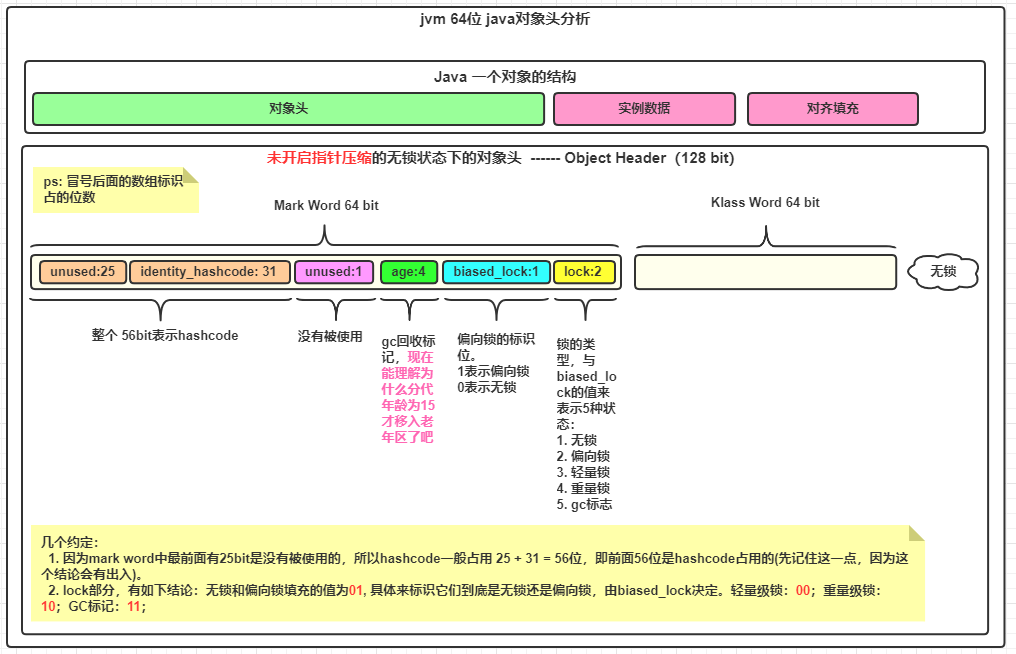 jvm 64位 java对象头分析
Java 一个对象的结构
对象头
实例数据
对齐填充
未开启指针压缩的无锁状态下的对象头 ------ Object Header（128 bit)
ps: 冒号后面的数组标识
占的位数
Mark Word 64 bit
Klass Word 64 bit
unused:25
identity_hashcode: 31
unused:1
age:4
biased_lock:1
lock:2
无锁
整个 56bit表示hashcode
没有被使用
gc回收标
记，现在
能理解为
什么分代
年龄为15
才移入老
年区了吧
偏向锁的标识
位。
1表示偏向锁
0表示无锁
锁的类
型，与
biased_lo
ck的值来
表示5种状
态：
1. 无锁
2. 偏向锁
3. 轻量锁
4. 重量锁
5. gc标志
几个约定：
1. 因为mark word中最前面有25bit是没有被使用的，所以hashcode一般占用 25 + 31 = 56位，即前面56位是hashcode占用的(先记住这一点，因为这
个结论会有出入)。
2. lock部分，有如下结论：无锁和偏向锁填充的值为01, 具体来标识它们到底是无锁还是偏向锁，由biased_lock决定。轻量级锁：00；重量级锁：
10；GC标记：11；